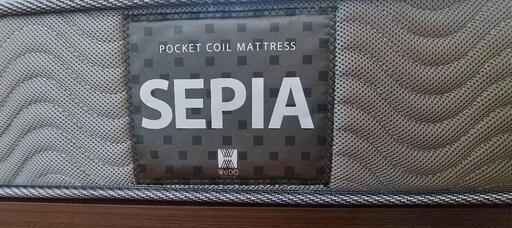 POCKET COIL MATTRESS
SEPIA
WeDO